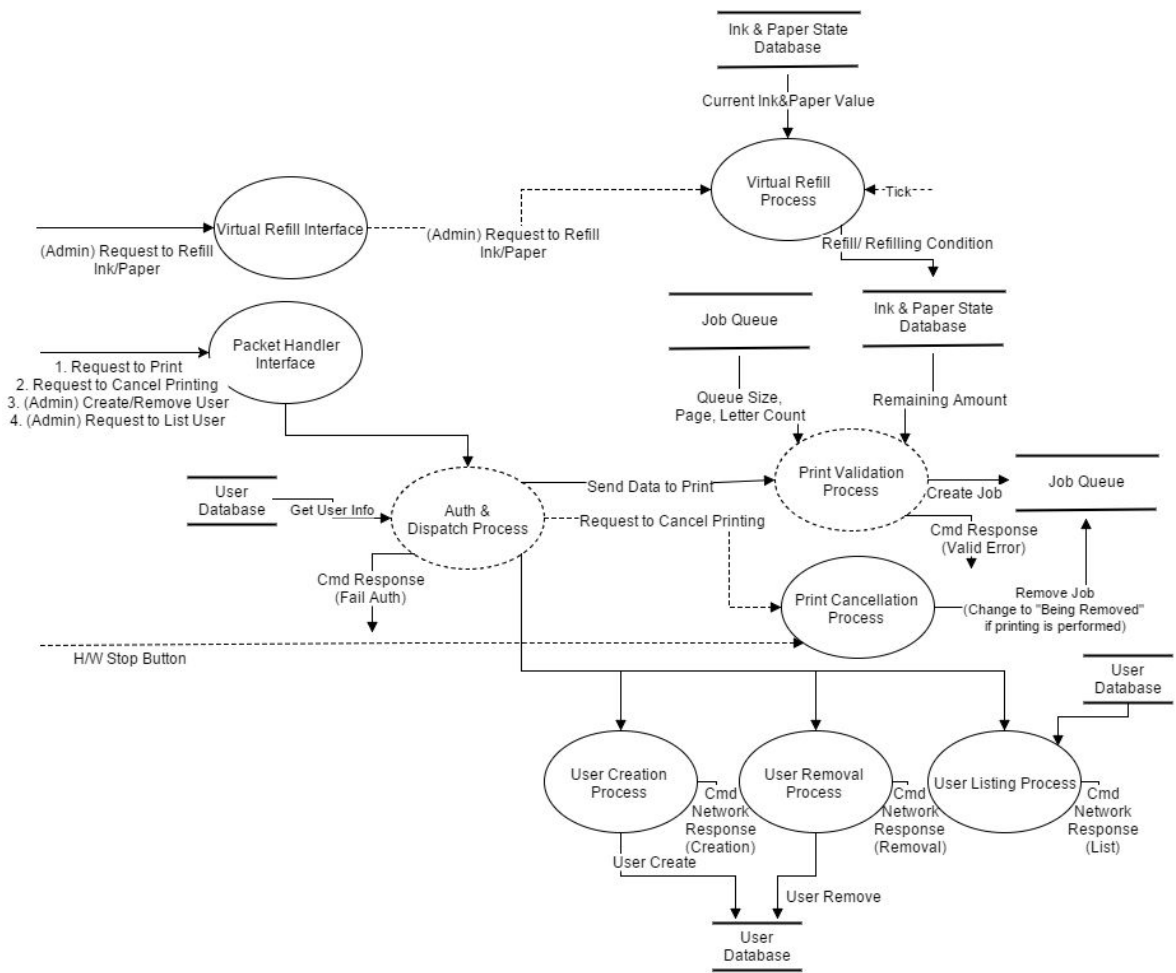 Ink & Paper State
Database
Current Ink&Paper Value
Virtual Refill
Process
Tick
Virtual Refill Interface
(Admin) Request to Refill
Ink/Paper
(Admin) Request to Refill
Ink/Paper
Refill/ Refilling Condition
Job Queue
Ink & Paper State
Database
Packet Handler
Interface
1. Request to Print
2. Request to Cancel Printing
3. (Admin) Create/Remove User
4. (Admin) Request to List User
Queue Size,
Page, Letter Count
Remaining Amount
User
Database
Get User Info
Auth &
Dispatch Process
Send Data to Print
Print Validation
Process
Create Job
Job Queue
Request to Cancel Printing
Cmd Response
(Valid Error)
Cmd Response
(Fail Auth)
Print Cancellation
Process
Remove Job
(Change to "Being Removed"
if printing is performed)
H/W Stop Button
User
Database
User Creation
Process
Cmd
Network
Response
(Creation)
User Removal
Process
Cmd
Network
Response
(Removal)
User Listing Process
Cmd
Network
Response
(List)
User Create
User Remove
User
Database